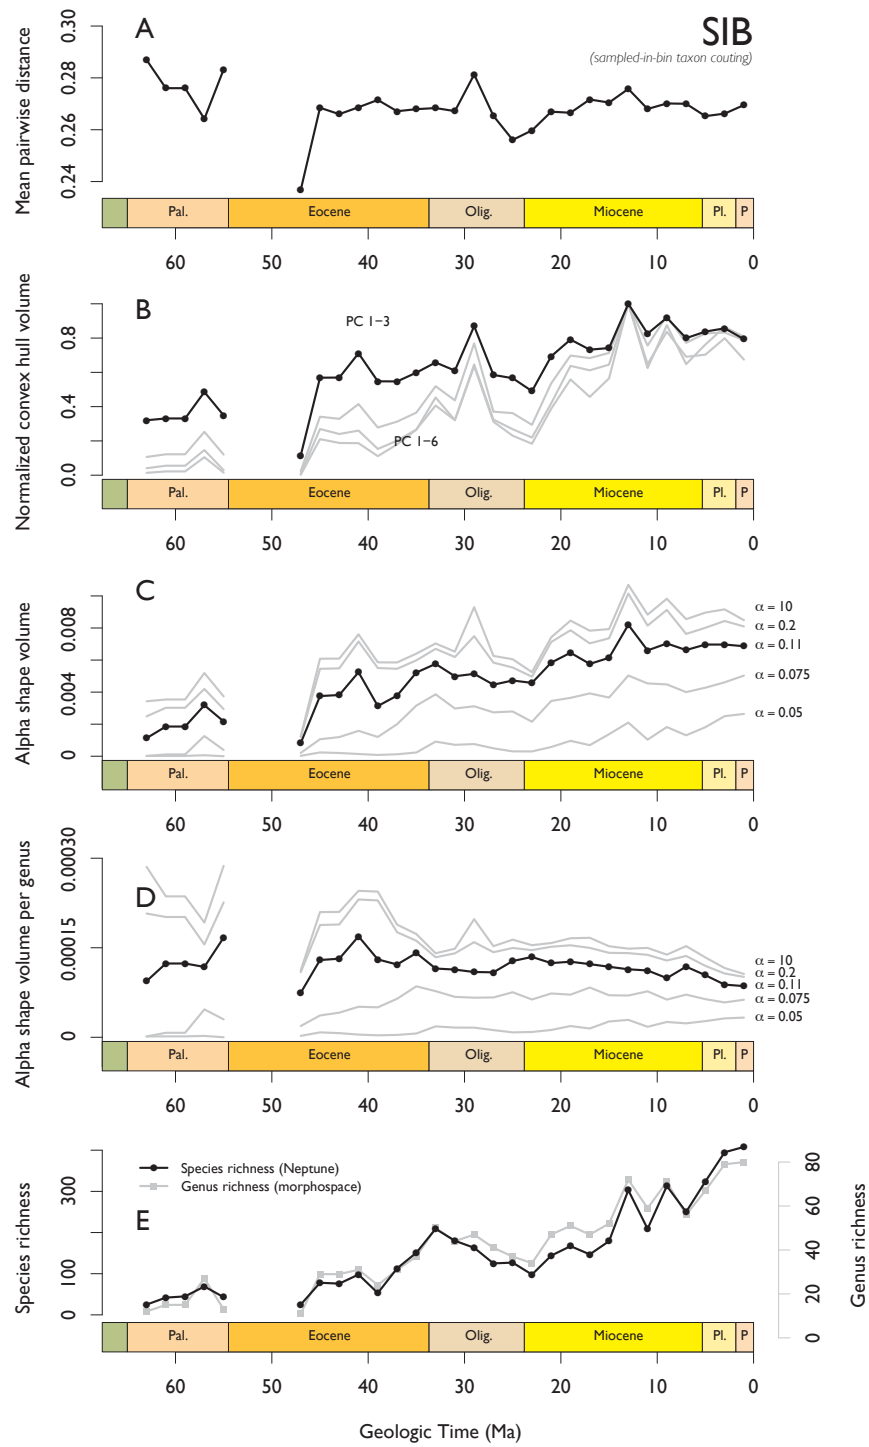 A
SIB
(sampled-in-bin taxon couting)
Mean pairwise distance
0.30
0.28
0.26
0.24
Pal.
Eocene
Olig.
Miocene
Pl.
P
60
50
40
30
20
10
0
B
PC 1–3
PC 1–6
Normalized convex hull volume
0.8
0.4
0.0
Pal.
Eocene
Olig.
Miocene
Pl.
P
60
50
40
30
20
10
0
C
Alpha shape volume
0.008
0.004
0
α = 10
α = 0.2
α = 0.11
α = 0.075
α = 0.05
Pal.
Eocene
Olig.
Miocene
Pl.
P
60
50
40
30
20
10
0
D
Alpha shape volume per genus
0.00030
0.00015
0
α = 10
α = 0.2
α = 0.11
α = 0.075
α = 0.05
Pal.
Eocene
Olig.
Miocene
Pl.
P
60
50
40
30
20
10
0
Species richness (Neptune)
Genus richness (morphospace)
E
Species richness
300
100
0
80
60
40
20
0
Genus richness
Pal.
Eocene
Olig.
Miocene
Pl.
P
60
50
40
30
20
10
0
Geologic Time (Ma)